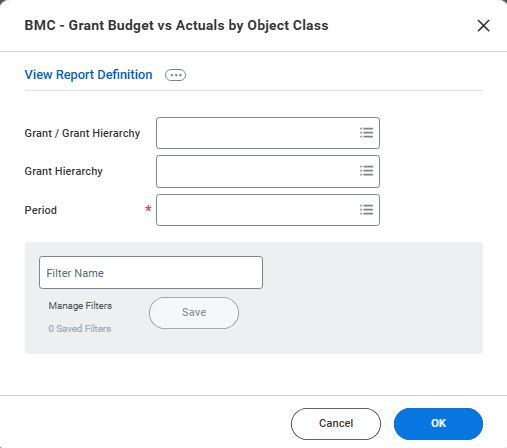 BMC - Grant Budget vs Actuals by Object Class
View Report Definition
Grant / Grant Hierarchy
Grant Hierarchy
Period *
Filter Name
Manage Filters
Save
0 Saved Filters
Cancel OK